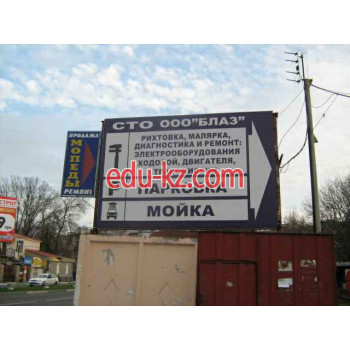 СТО ООО"БЛАЗ"
РИХТОВКА, МАЛЯРКА,
ДИАГНОСТИКА И РЕМОНТ:
ЭЛЕКТРООБОРУДОВАНИЯ
ХОДОВОЙ, ДВИГАТЕЛЯ,
edu-kz.com
ПАРКОВКА
МОЙКА
ПРОДАЖА
МОПЕДЫ
РЕМОНТ